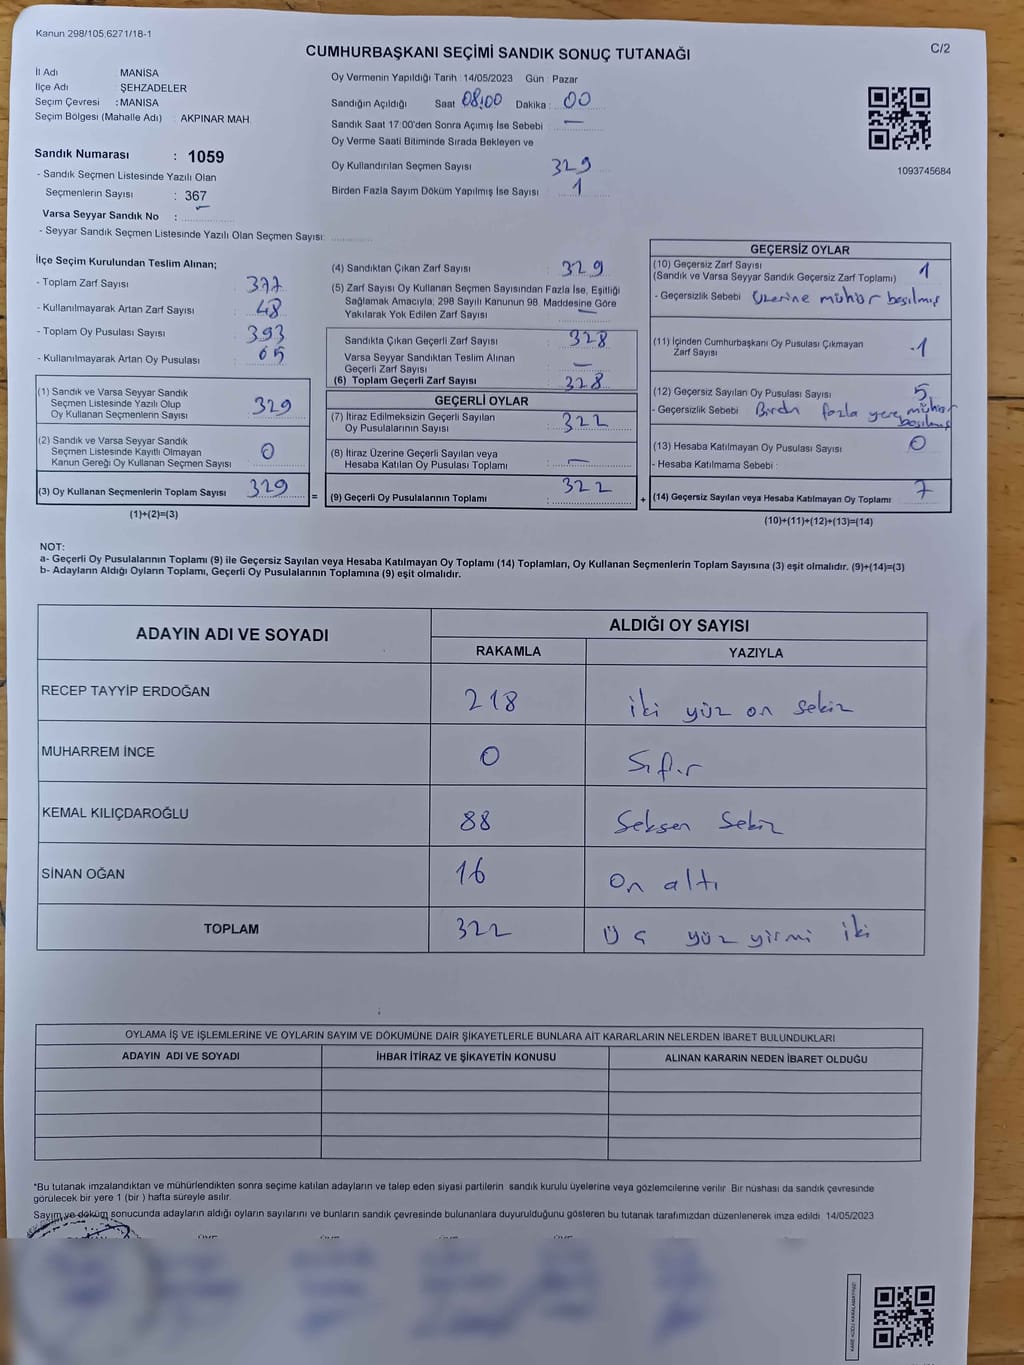 Kanun 298/105,6271/18-1
C/2
CUMHURBAŞKANI SEÇİMİ SANDIK SONUÇ TUTANAĞI
İl Adı : MANİSA
İlçe Adı : ŞEHZADELER
Seçim Çevresi : MANISA
Seçim Bölgesi (Mahalle Adı) : AKPINAR MAH.
Sandık Numarası : 1059
- Sandık Seçmen Listesinde Yazılı Olan
Seçmenlerin Sayısı : 367
Varsa Seyyar Sandık No :
- Seyyar Sandık Seçmen Listesinde Yazılı Olan Seçmen Sayısı:
Oy Vermenin Yapıldığı Tarih : 14/05/2023 Gün : Pazar
Sandığın Açıldığı Saat 08:00 Dakika : 00
Sandık Saat 17:00'den Sonra Açımış İse Sebebi : —
Oy Verme Saati Bitiminde Sırada Bekleyen ve
Oy Kullandırılan Seçmen Sayısı 329
Birden Fazla Sayım Döküm Yapılmış İse Sayısı : 1
1093745684
İlçe Seçim Kurulundan Teslim Alınan;
- Toplam Zarf Sayısı : 377
- Kullanılmayarak Artan Zarf Sayısı : 48
- Toplam Oy Pusulası Sayısı : 393
- Kullanılmayarak Artan Oy Pusulası : 65
(1) Sandık ve Varsa Seyyar Sandık
Seçmen Listesinde Yazılı Olup
Oy Kullanan Seçmenlerin Sayısı : 329
(2) Sandık ve Varsa Seyyar Sandık
Seçmen Listesinde Kayıtlı Olmayan
Kanun Gereği Oy Kullanan Seçmen Sayısı : 0
(3) Oy Kullanan Seçmenlerin Toplam Sayısı : 329
(1)+(2)=(3)
(4) Sandıktan Çıkan Zarf Sayısı : 329
(5) Zarf Sayısı Oy Kullanan Seçmen Sayısından Fazla İse, Eşitliği
Sağlamak Amacıyla, 298 Sayılı Kanunun 98. Maddesine Göre
Yakılarak Yok Edilen Zarf Sayısı : —
Sandıkta Çıkan Geçerli Zarf Sayısı : 328
Varsa Seyyar Sandıktan Teslim Alınan
Geçerli Zarf Sayısı : —
(6) Toplam Geçerli Zarf Sayısı : 328
GEÇERLİ OYLAR
(7) İtiraz Edilmeksizin Geçerli Sayılan
Oy Pusulalarının Sayısı : 322
(8) İtiraz Üzerine Geçerli Sayılan veya
Hesaba Katılan Oy Pusulası Toplamı : —
= (9) Geçerli Oy Pusulalarının Toplamı : 322
GEÇERSİZ OYLAR
(10) Geçersiz Zarf Sayısı : 1
(Sandık ve Varsa Seyyar Sandık Geçersiz Zarf Toplamı)
- Geçersizlik Sebebi : üzerine mühür basılmış
(11) İçinden Cumhurbaşkanı Oy Pusulası Çıkmayan
Zarf Sayısı : 1
(12) Geçersiz Sayılan Oy Pusulası Sayısı : 5
- Geçersizlik Sebebi : Birden fazla yere mühür
basılmış
(13) Hesaba Katılmayan Oy Pusulası Sayısı : 0
- Hesaba Katılmama Sebebi :
+ (14) Geçersiz Sayılan veya Hesaba Katılmayan Oy Toplamı : 7
(10)+(11)+(12)+(13)=(14)
NOT:
a- Geçerli Oy Pusulalarının Toplamı (9) ile Geçersiz Sayılan veya Hesaba Katılmayan Oy Toplamı (14) Toplamları, Oy Kullanan Seçmenlerin Toplam Sayısına (3) eşit olmalıdır. (9)+(14)=(3)
b- Adayların Aldığı Oyların Toplamı, Geçerli Oy Pusulalarının Toplamına (9) eşit olmalıdır.
ADAYIN ADI VE SOYADI
ALDIĞI OY SAYISI
RAKAMLA YAZIYLA
RECEP TAYYİP ERDOĞAN 218 iki yüz on sekiz
MUHARREM İNCE 0 Sıfır
KEMAL KILIÇDAROĞLU 88 Seksen Sekiz
SİNAN OĞAN 16 On altı
TOPLAM 322 Üç yüz yirmi iki
OYLAMA İŞ VE İŞLEMLERİNE VE OYLARIN SAYIM VE DÖKÜMÜNE DAİR ŞİKAYETLERLE BUNLARA AİT KARARLARIN NELERDEN İBARET BULUNDUKLARI
ADAYIN ADI VE SOYADI İHBAR İTİRAZ VE ŞİKAYETİN KONUSU ALINAN KARARIN NEDEN İBARET OLDUĞU
*Bu tutanak imzalandıktan ve mühürlendikten sonra seçime katılan adayların ve talep eden siyasi partilerin sandık kurulu üyelerine veya gözlemcilerine verilir. Bir nüshası da sandık çevresinde
görülecek bir yere 1 (bir ) hafta süreyle asılır.
Sayım ve döküm sonucunda adayların aldığı oyların sayılarını ve bunların sandık çevresinde bulunanlara duyurulduğunu gösteren bu tutanak tarafımızdan düzenlenerek imza edildi 14/05/2023